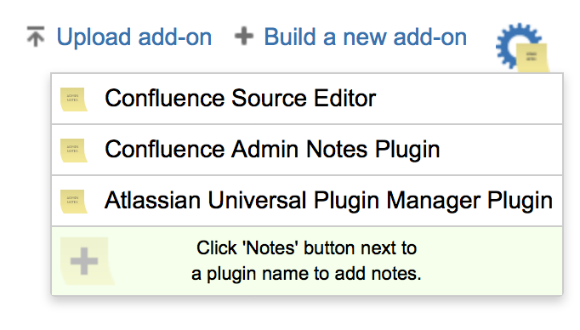 Upload add-on Build a new add-on
Confluence Source Editor
Confluence Admin Notes Plugin
Atlassian Universal Plugin Manager Plugin
Click 'Notes' button next to
a plugin name to add notes.